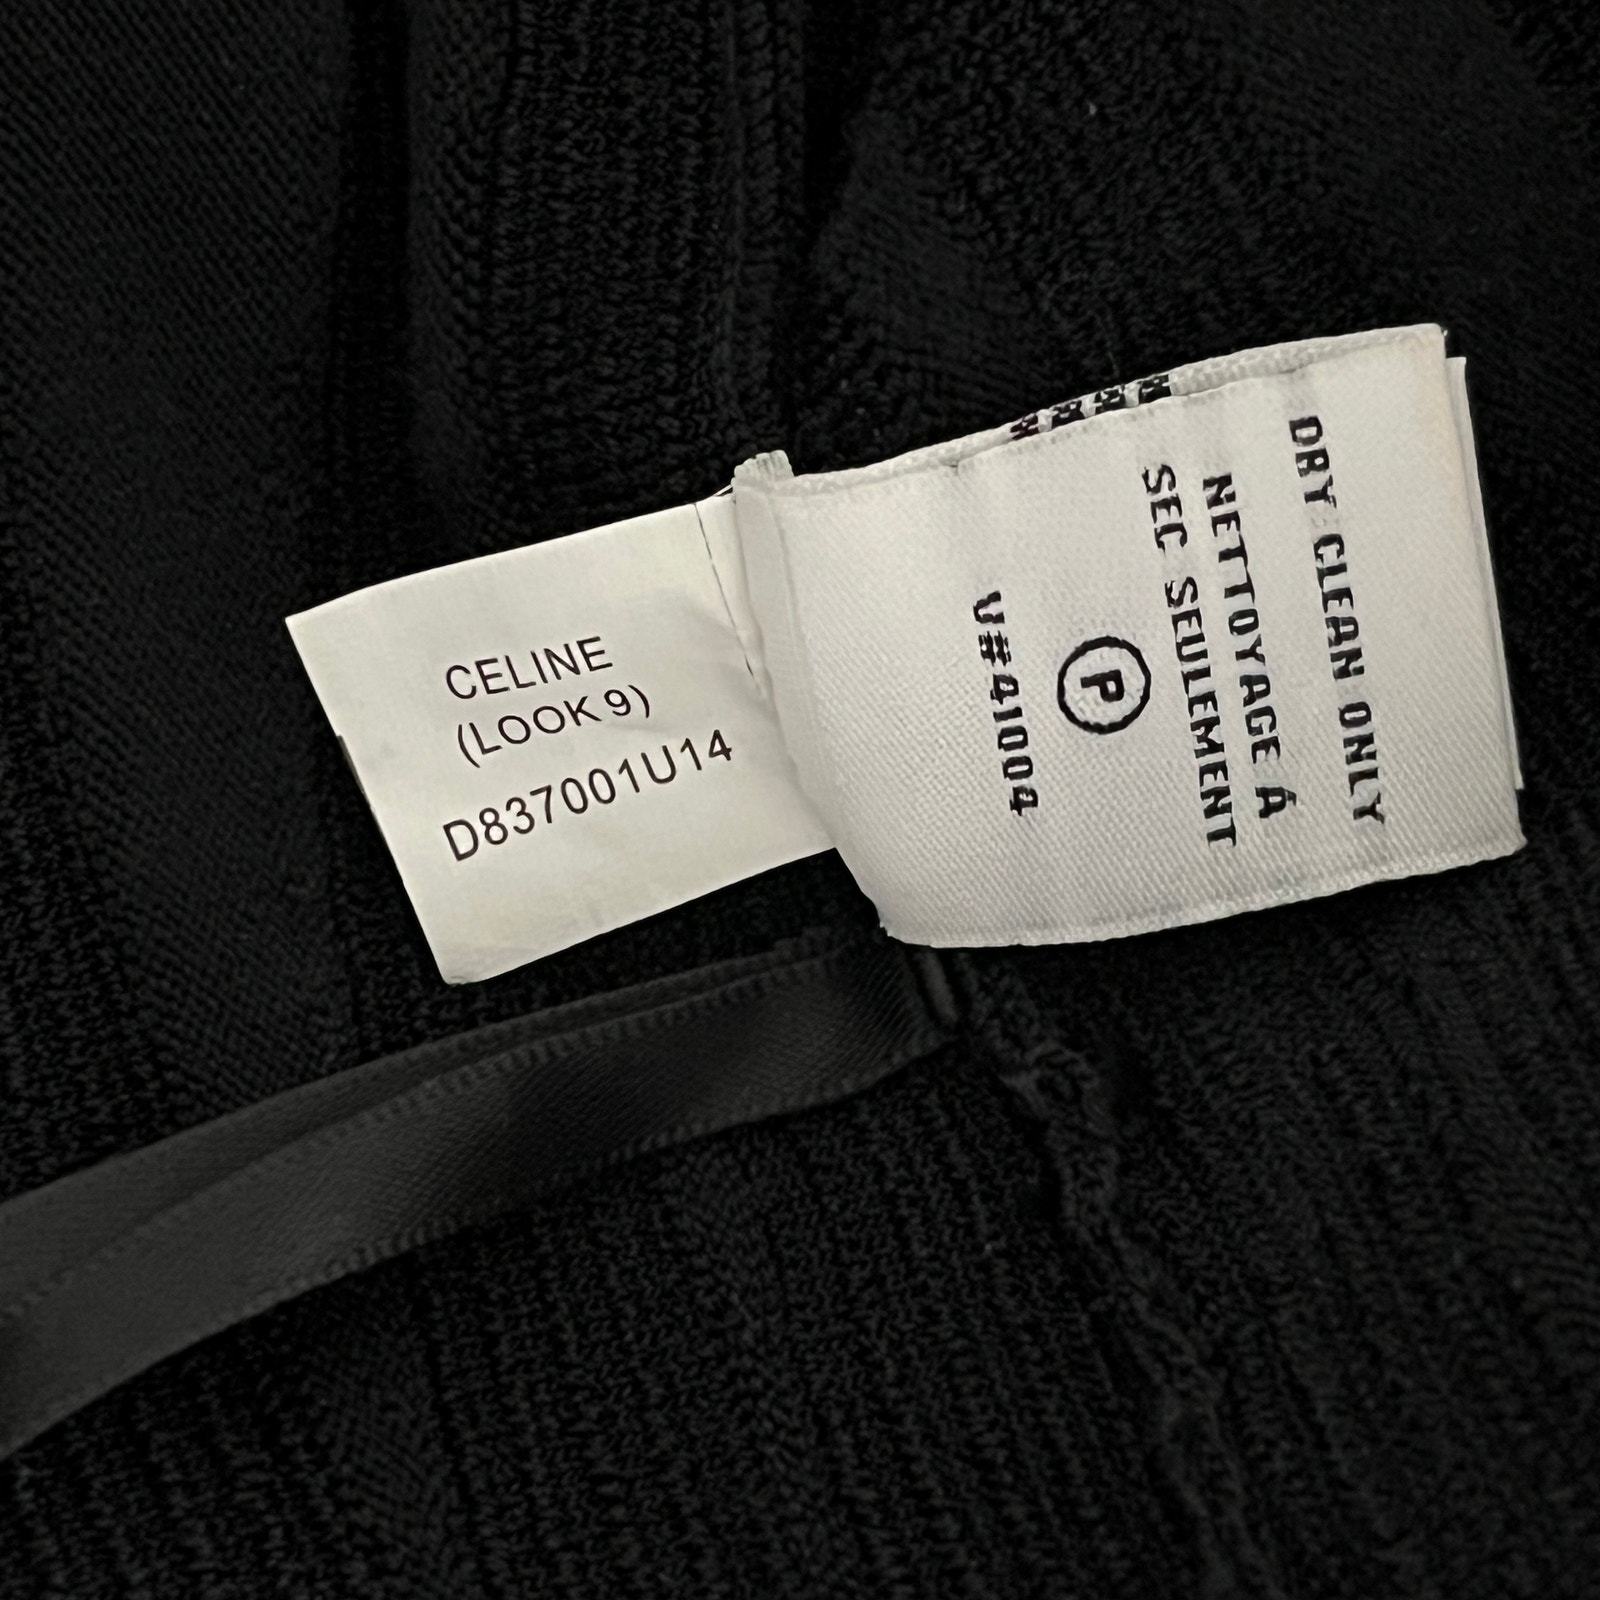 CELINE
(LOOK 9)
D837001U14
DRY CLEAN ONLY
NETTOYAGE Á
SEC SEULEMENT
P
V#41004